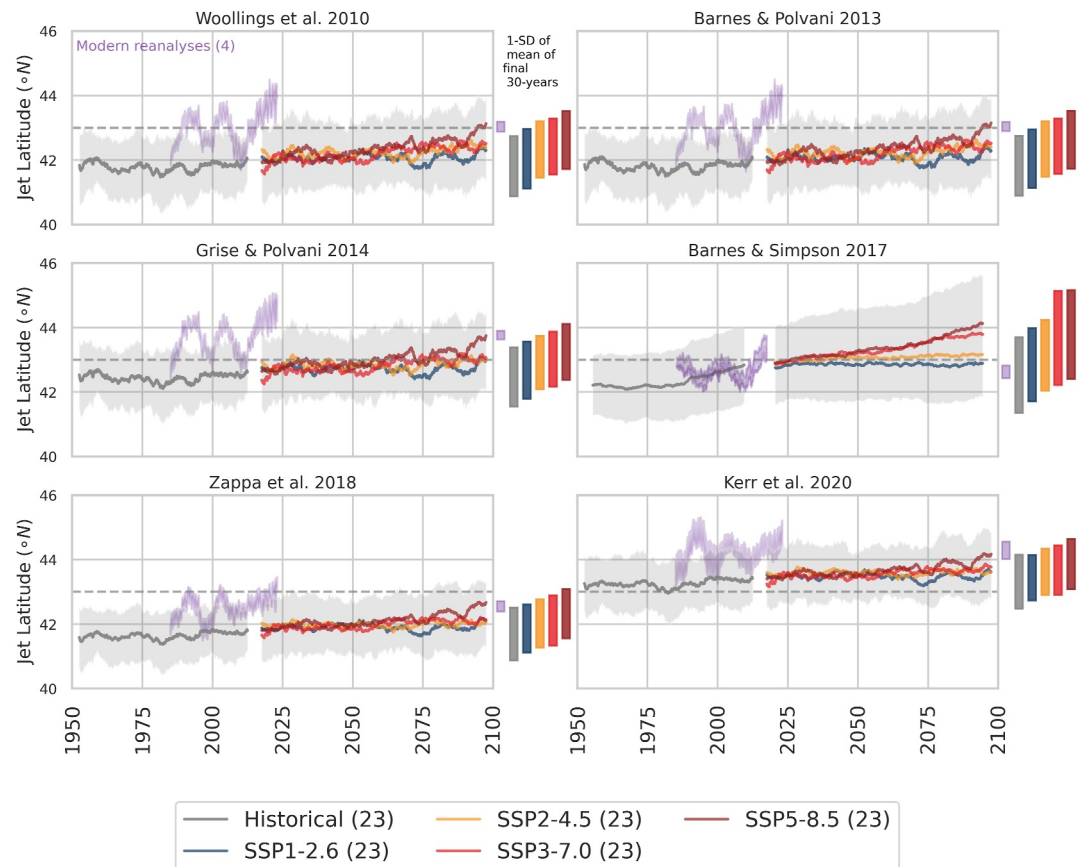 Woollings et al. 2010
Barnes & Polvani 2013
46
44
42
40
Jet Latitude (∘N)
Modern reanalyses (4)
1-SD of
mean of
final
30-years
Grise & Polvani 2014
Barnes & Simpson 2017
46
44
42
40
Jet Latitude (∘N)
Zappa et al. 2018
Kerr et al. 2020
46
44
42
40
Jet Latitude (∘N)
1950 1975 2000 2025 2050 2075 2100
1950 1975 2000 2025 2050 2075 2100
Historical (23) SSP2-4.5 (23) SSP5-8.5 (23)
SSP1-2.6 (23) SSP3-7.0 (23)